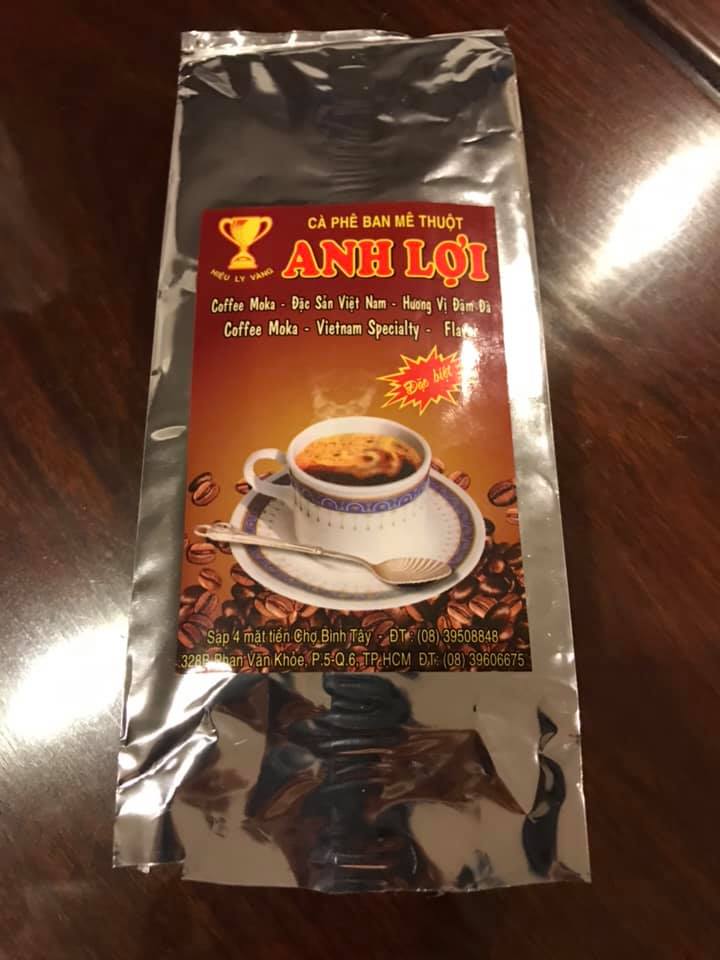 CÀ PHÊ BAN MÊ THUỘT
ANH LỢI
HIỆU LY VÀNG
Coffee Moka - Đặc Sản Việt Nam - Hương Vị Đậm Đà
Coffee Moka - Vietnam Specialty - Flavor
Đặc biệt
Sạp 4 mặt tiền Chợ Bình Tây - ĐT : (08) 39508848
328B Phan Văn Khỏe, P.5-Q.6, TP.HCM ĐT: (08) 39606675